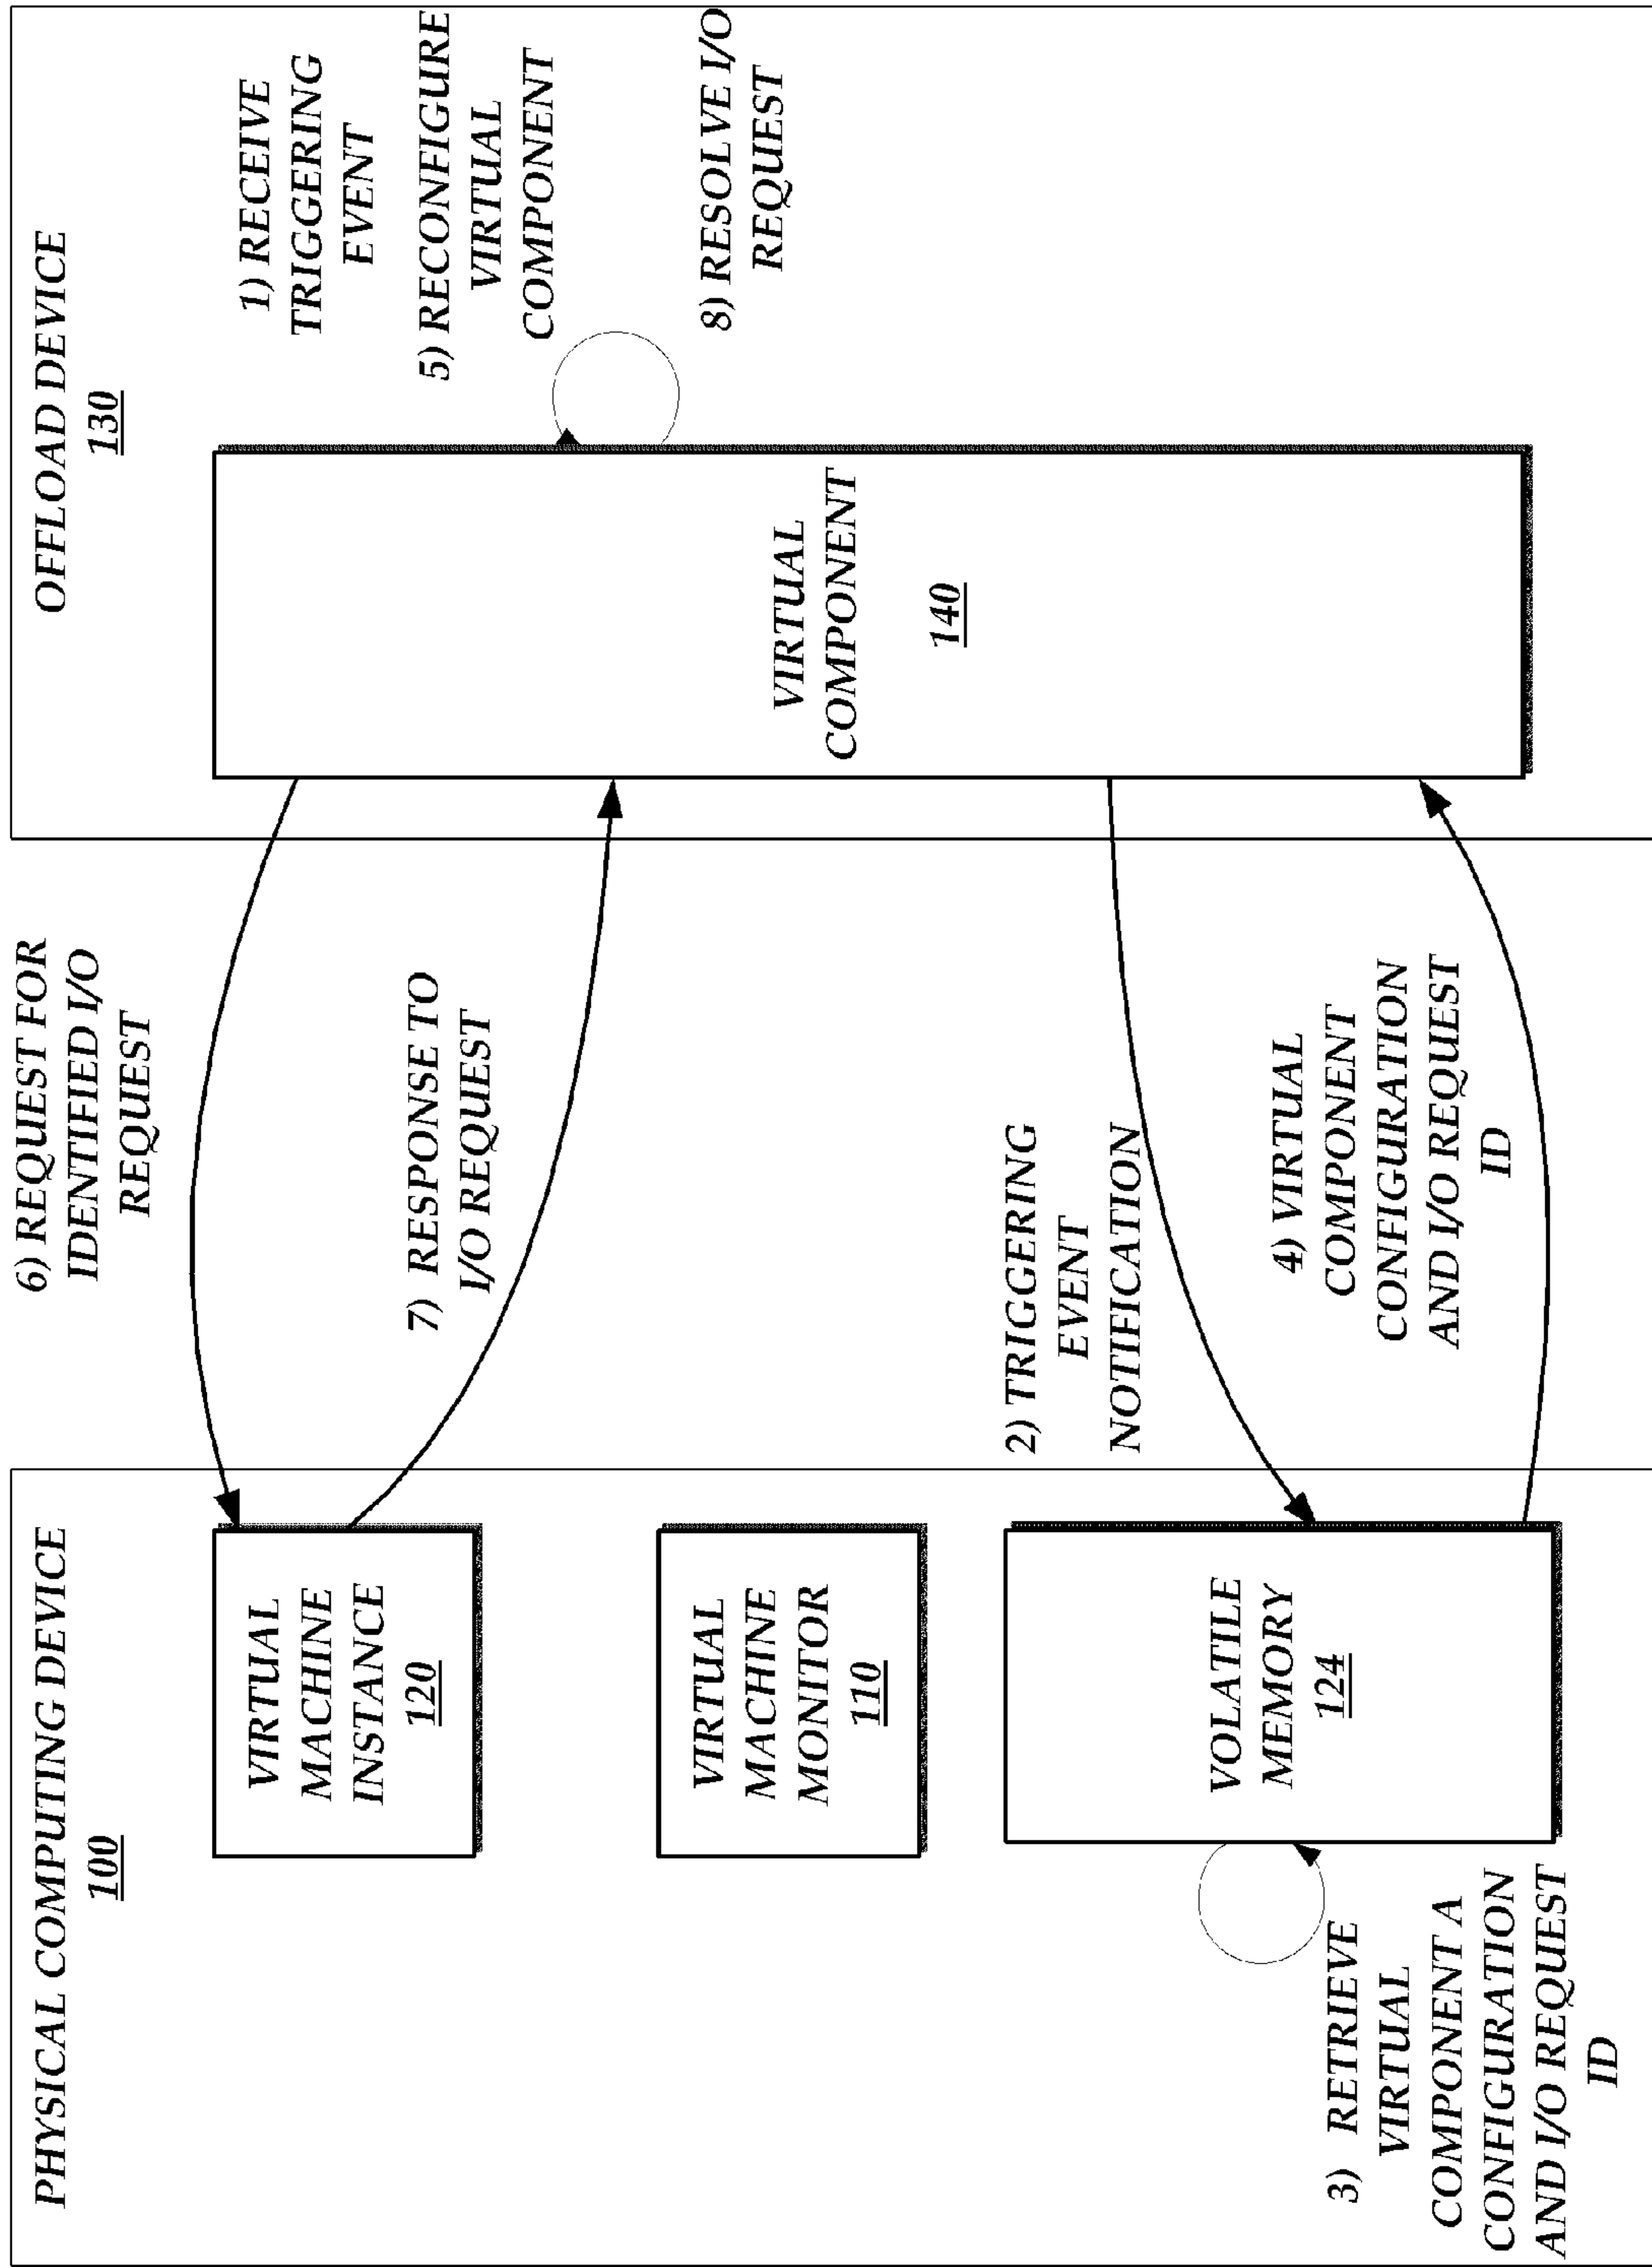 PHYSICAL COMPUTING DEVICE
100
VIRTUAL
MACHINE
INSTANCE
120
VIRTUAL
MACHINE
MONITOR
110
VOLATILE
MEMORY
124
3) RETRIEVE
VIRTUAL
COMPONENT A
CONFIGURATION
AND I/O REQUEST
ID
6) REQUEST FOR
IDENTIFIED I/O
REQUEST
7) RESPONSE TO
I/O REQUEST
2) TRIGGERING
EVENT
NOTIFICATION
4) VIRTUAL
COMPONENT
CONFIGURATION
AND I/O REQUEST
ID
OFFLOAD DEVICE
130
VIRTUAL
COMPONENT
140
1) RECEIVE
TRIGGERING
EVENT
5) RECONFIGURE
VIRTUAL
COMPONENT
8) RESOLVE I/O
REQUEST